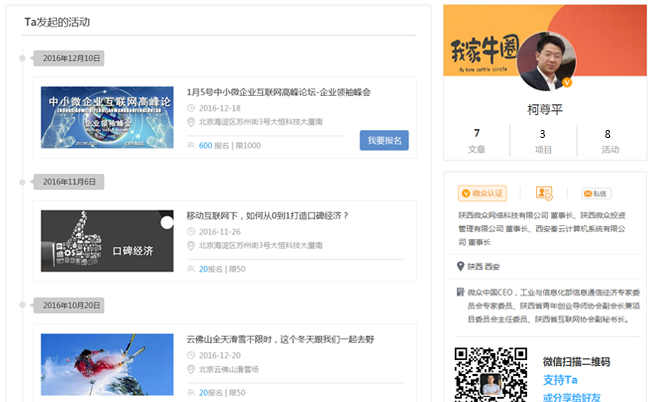 Ta发起的活动
2016年12月10日
中小微企业互联网高峰论
企业领袖峰会
1月5号中小微企业互联网高峰论坛-企业领袖峰会
2016-12-18
北京海淀区苏州街3号大恒科技大厦南
600 报名 | 限1000
我要报名
2016年11月6日
口碑经济
移动互联网下，如何从0到1打造口碑经济？
2016-11-26
北京海淀区苏州街3号大恒科技大厦南
20报名 | 限50
2016年10月20日
云佛山全天滑雪不限时，这个冬天跟我们一起去野
2016-12-20
北京云佛山滑雪场
20报名 | 限50
我家牛圈
柯尊平
7 3 8
文章 项目 活动
微众认证 私信
陕西微众网络科技有限公司 董事长、陕西微众投资
管理有限公司 董事长、西安秦云计算机系统有限公
司 董事长
陕西 西安
微众中国CEO，工业与信息化部信息通信经济专家委
员会专家委员、陕西省青年创业导师协会副会长兼项
目委员会主任委员、陕西省互联网协会副秘书长。
微信扫描二维码
支持Ta
或分享给好友